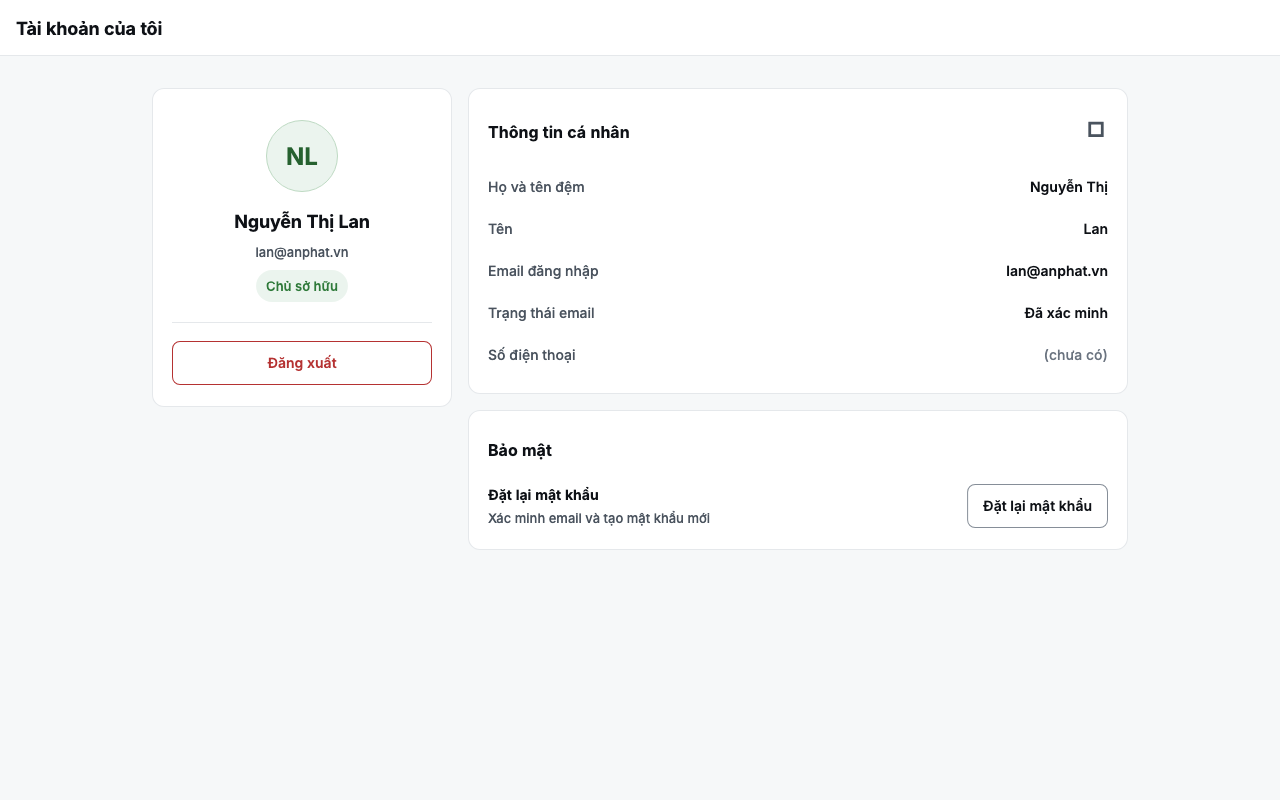 Tài khoản của tôi
NL
Nguyễn Thị Lan
lan@anphat.vn
Chủ sở hữu
Đăng xuất
Thông tin cá nhân
Họ và tên đệm
Nguyễn Thị
Tên
Lan
Email đăng nhập
lan@anphat.vn
Trạng thái email
Đã xác minh
Số điện thoại
(chưa có)
Bảo mật
Đặt lại mật khẩu
Xác minh email và tạo mật khẩu mới
Đặt lại mật khẩu